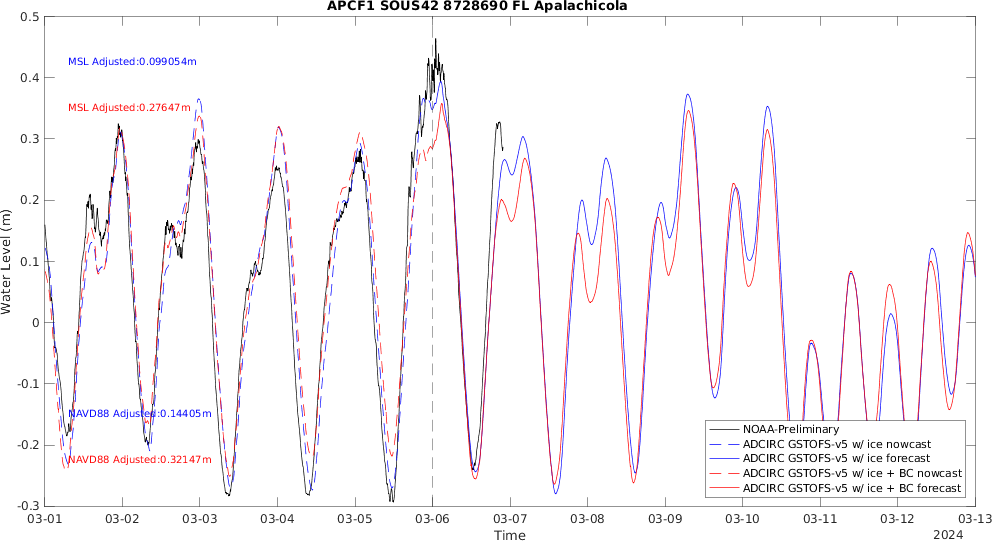 APCF1 SOUS42 8728690 FL Apalachicola
0.5
0.4
0.3
0.2
0.1
0
-0.1
-0.2
-0.3
Water Level (m)
MSL Adjusted:0.099054m
MSL Adjusted:0.27647m
NAVD88 Adjusted:0.14405m
NAVD88 Adjusted:0.32147m
NOAA-Preliminary
ADCIRC GSTOFS-v5 w/ ice nowcast
ADCIRC GSTOFS-v5 w/ ice forecast
ADCIRC GSTOFS-v5 w/ ice + BC nowcast
ADCIRC GSTOFS-v5 w/ ice + BC forecast
03-01 03-02 03-03 03-04 03-05 03-06 03-07 03-08 03-09 03-10 03-11 03-12 03-13
Time
2024